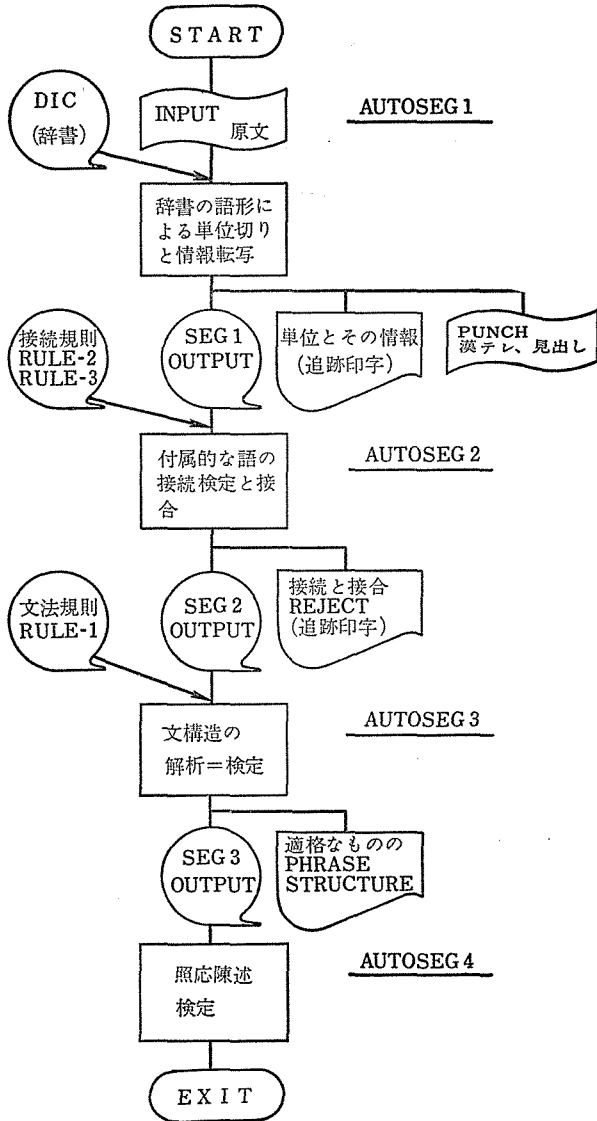 START
DIC
(辞書)
INPUT
原文
AUTOSEG 1
辞書の語形に
よる単位切り
と情報転写
接続規則
RULE-2
RULE-3
SEG 1
OUTPUT
単位とその情報
(追跡印字)
PUNCH
漢テレ、見出し
付属的な語の
接続検定と接
合
AUTOSEG 2
文法規則
RULE-1
SEG 2
OUTPUT
接続と接合
REJECT
(追跡印字)
文構造の
解析=検定
AUTOSEG 3
SEG 3
OUTPUT
適格なものの
PHRASE
STRUCTURE
照応陳述
検定
AUTOSEG 4
EXIT